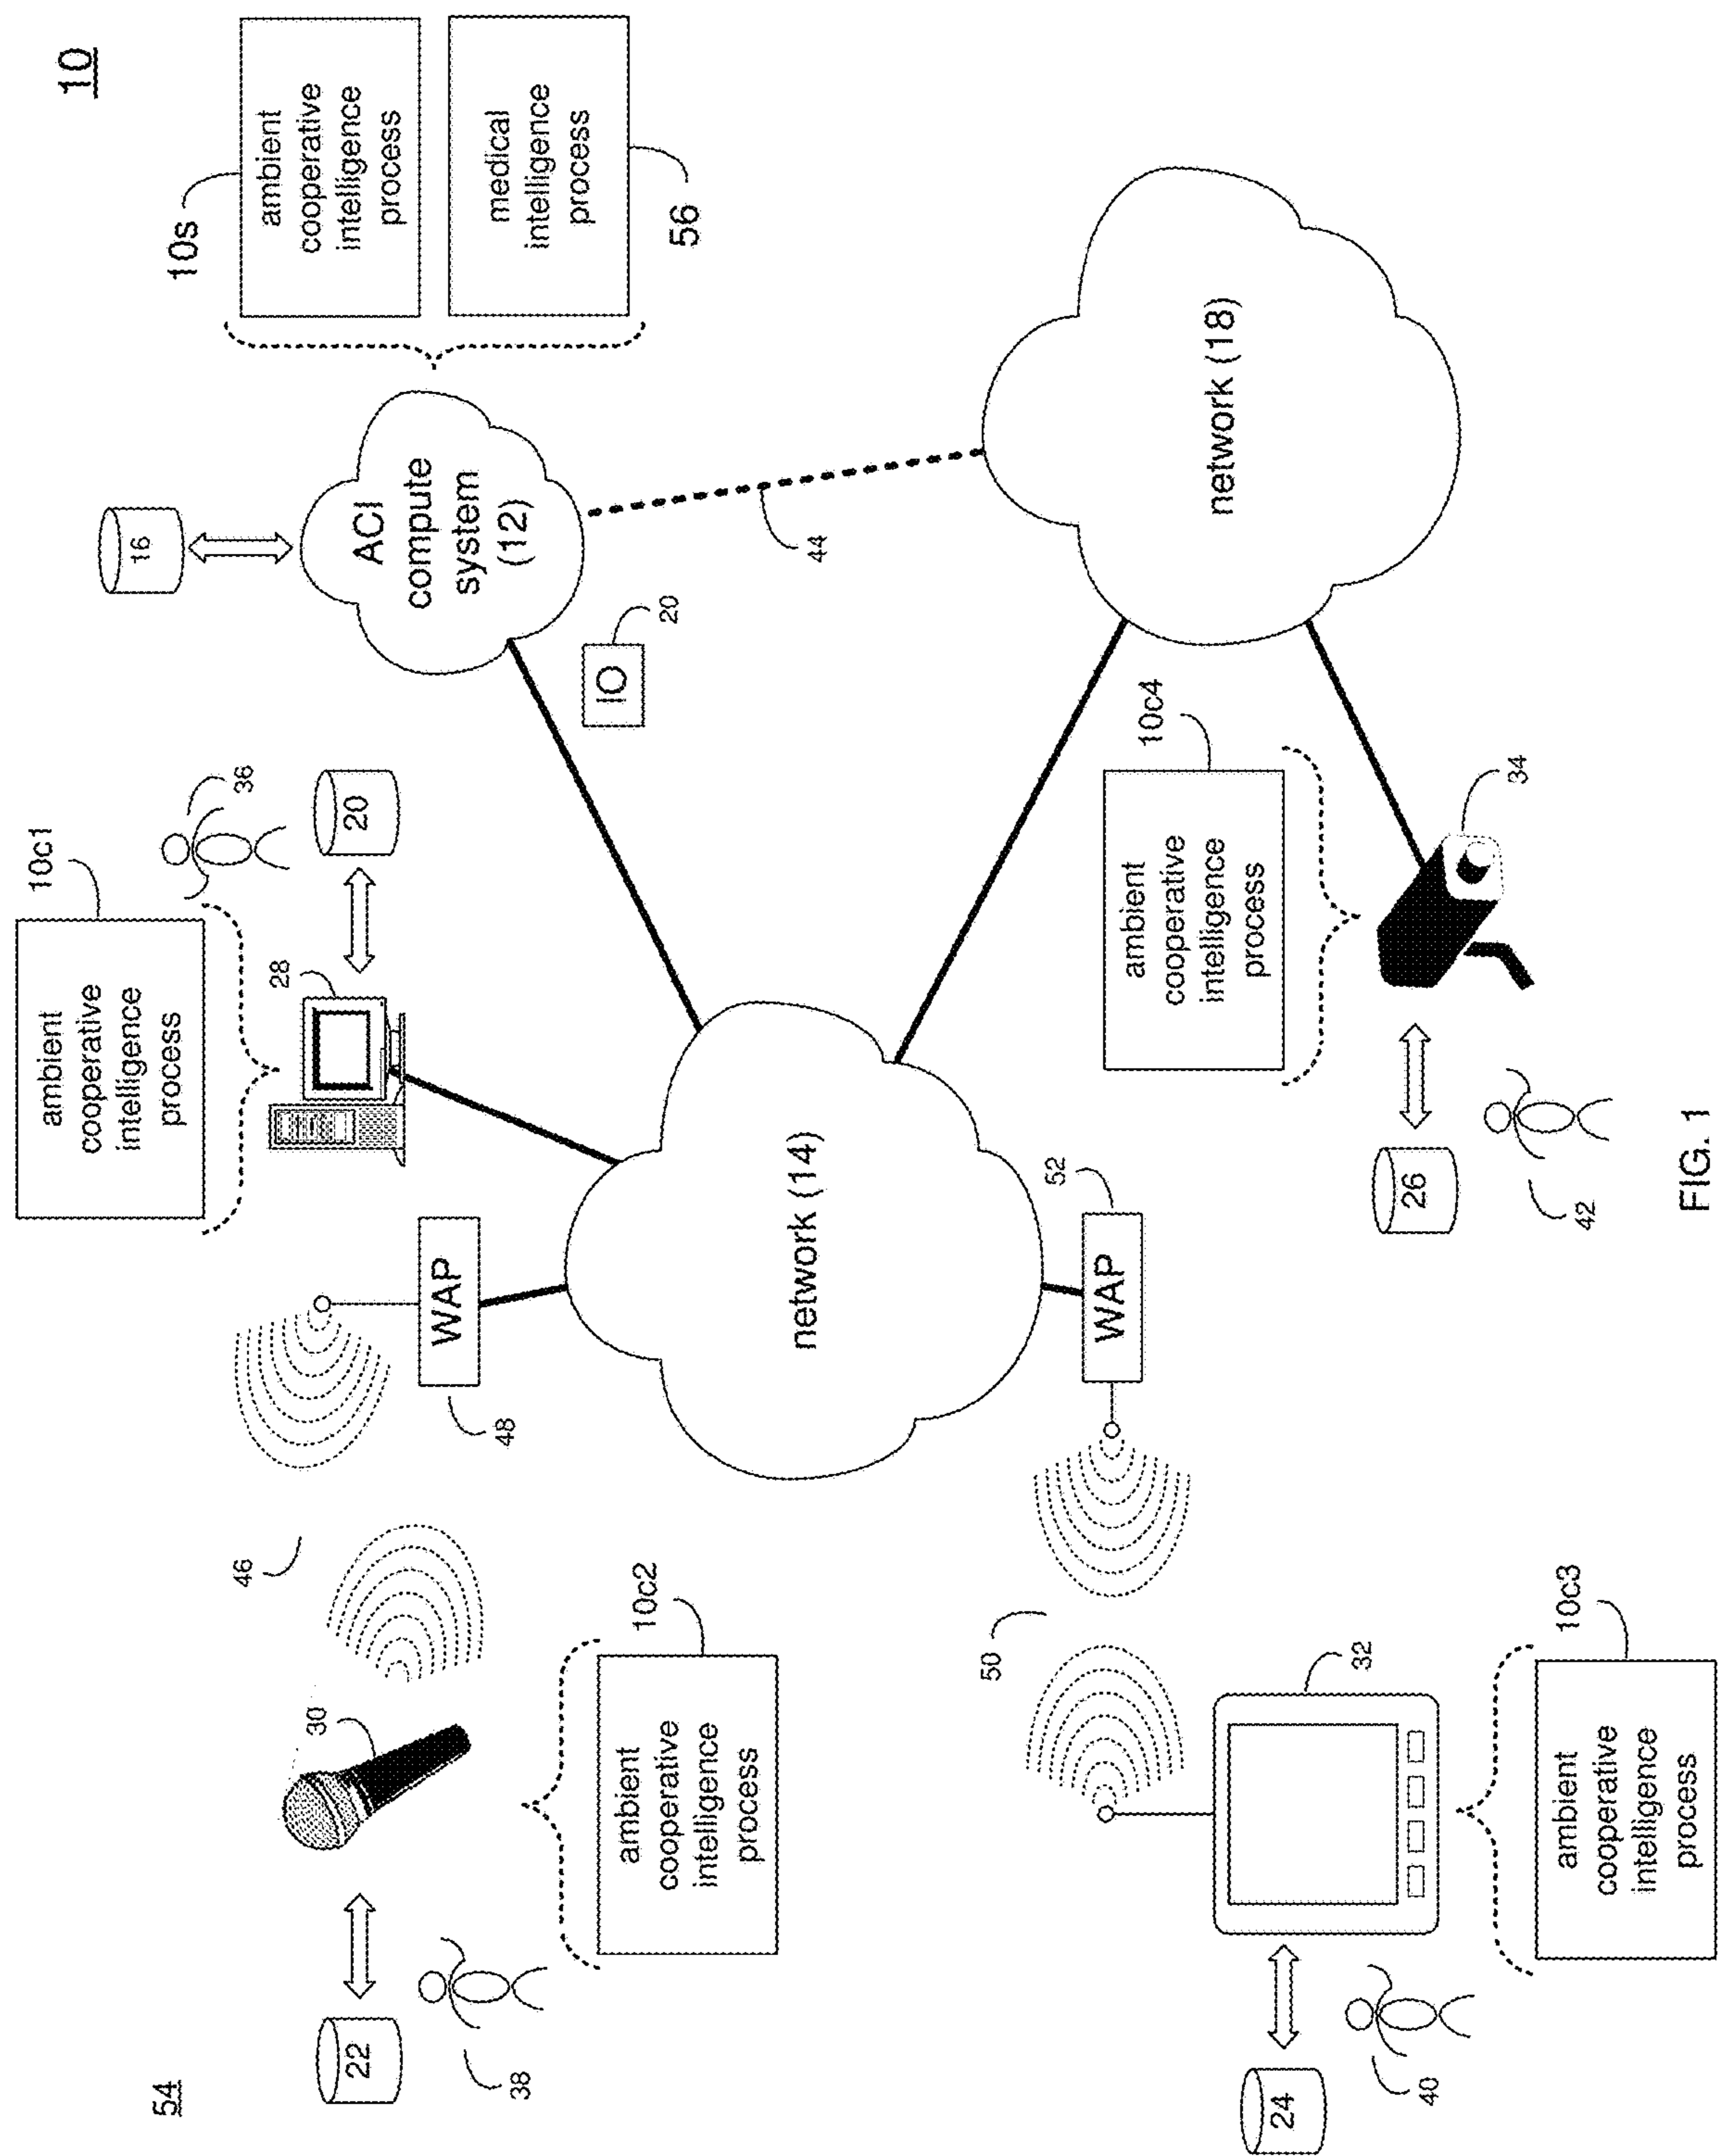 10
54
10c1
ambient
cooperative
intelligence
process
16
10s
ambient
cooperative
intelligence
process
36
46
28
20
22
30
ACI
compute
system
(12)
medical
intelligence
process
56
38
48
WAP
IO
20
10c2
ambient
cooperative
intelligence
process
network (14)
44
50
52
WAP
10c4
ambient
cooperative
intelligence
process
network (18)
24
32
40
26
34
42
10c3
ambient
cooperative
intelligence
process
FIG. 1